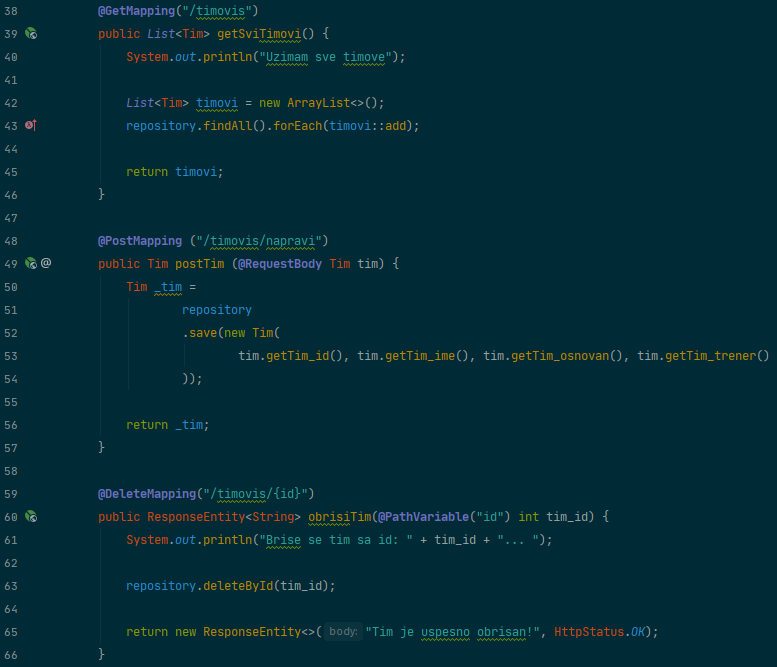 38 @GetMapping("/timovis")
39 public List<Tim> getSviTimovi() {
40 System.out.println("Uzimam sve timove");
41
42 List<Tim> timovi = new ArrayList<>();
43 repository.findAll().forEach(timovi::add);
44
45 return timovi;
46 }
47
48 @PostMapping ("/timovis/napravi")
49 @ public Tim postTim (@RequestBody Tim tim) {
50 Tim _tim =
51 repository
52 .save(new Tim(
53 tim.getTim_id(), tim.getTim_ime(), tim.getTim_osnovan(), tim.getTim_trener()
54 ));
55
56 return _tim;
57 }
58
59 @DeleteMapping("/timovis/{id}")
60 public ResponseEntity<String> obrisiTim(@PathVariable("id") int tim_id) {
61 System.out.println("Brise se tim sa id: " + tim_id + "... ");
62
63 repository.deleteById(tim_id);
64
65 return new ResponseEntity<>( body: "Tim je uspesno obrisan!", HttpStatus.OK);
66 }